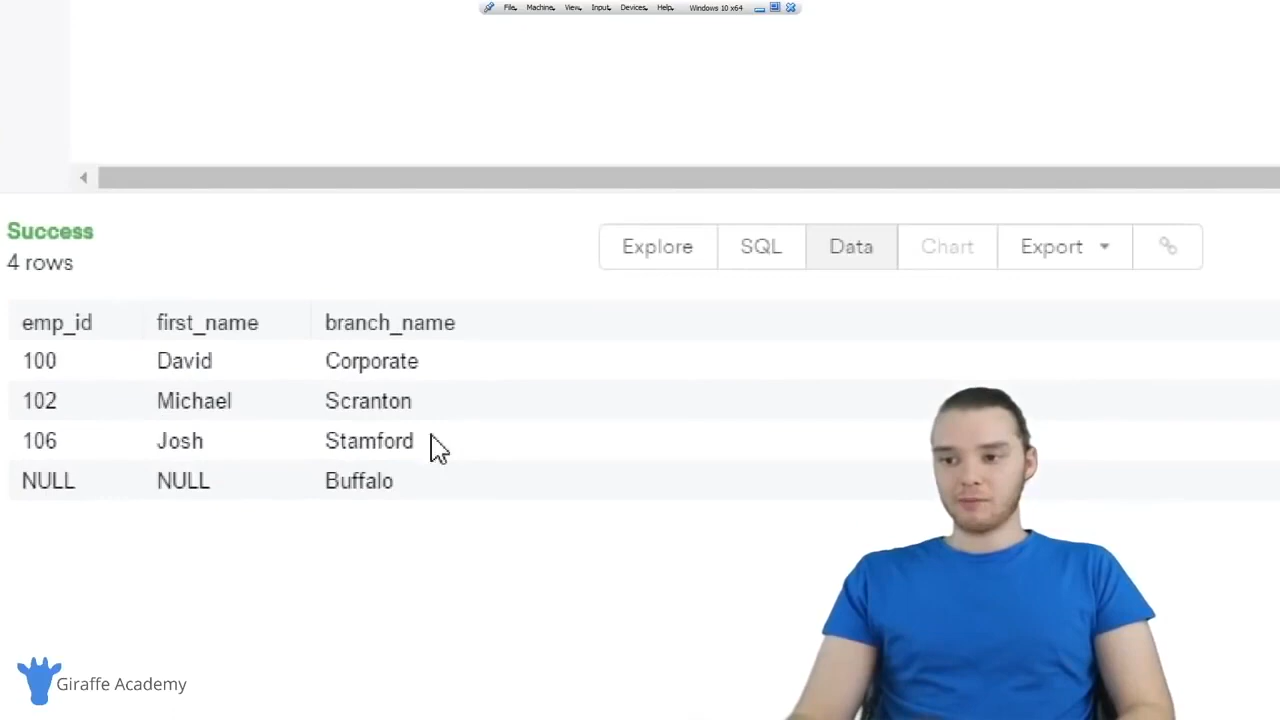 File Machine View Input Devices Help Windows 10 x64
Success
4 rows
Explore SQL Data Chart Export
emp_id first_name branch_name
100 David Corporate
102 Michael Scranton
106 Josh Stamford
NULL NULL Buffalo
Giraffe Academy